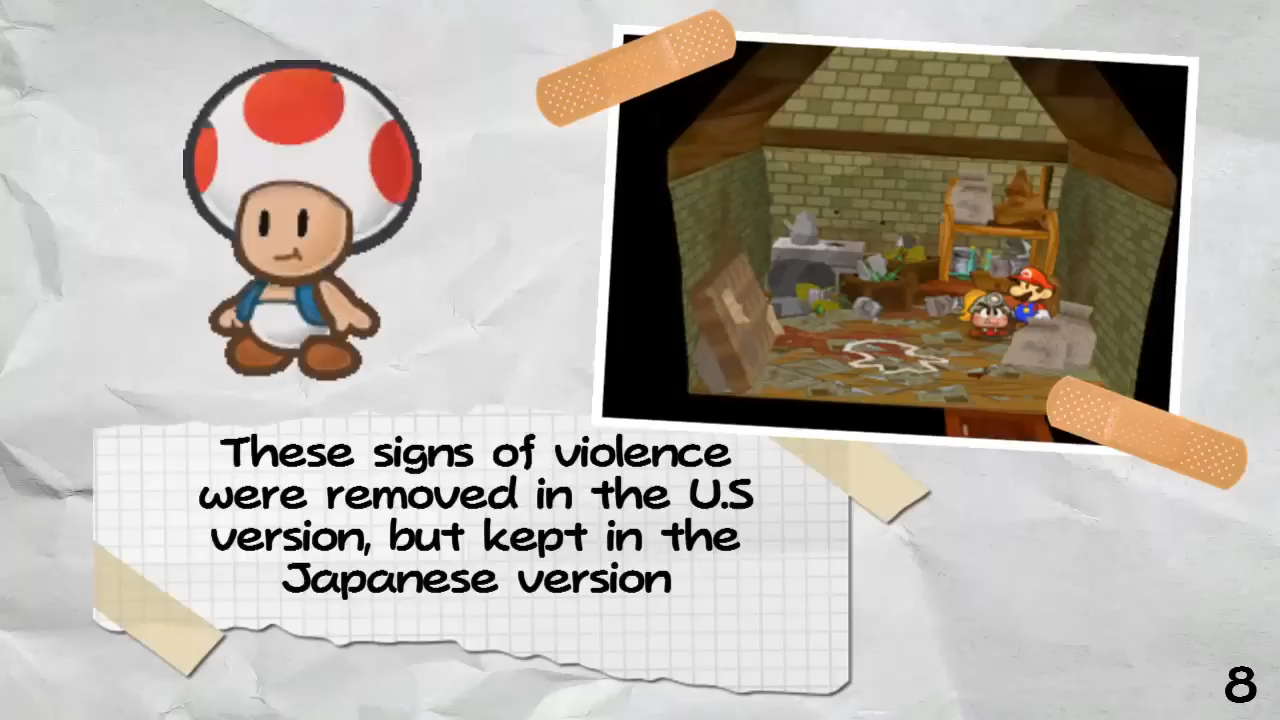 These signs of violence
were removed in the U.S
version, but kept in the
Japanese version
8